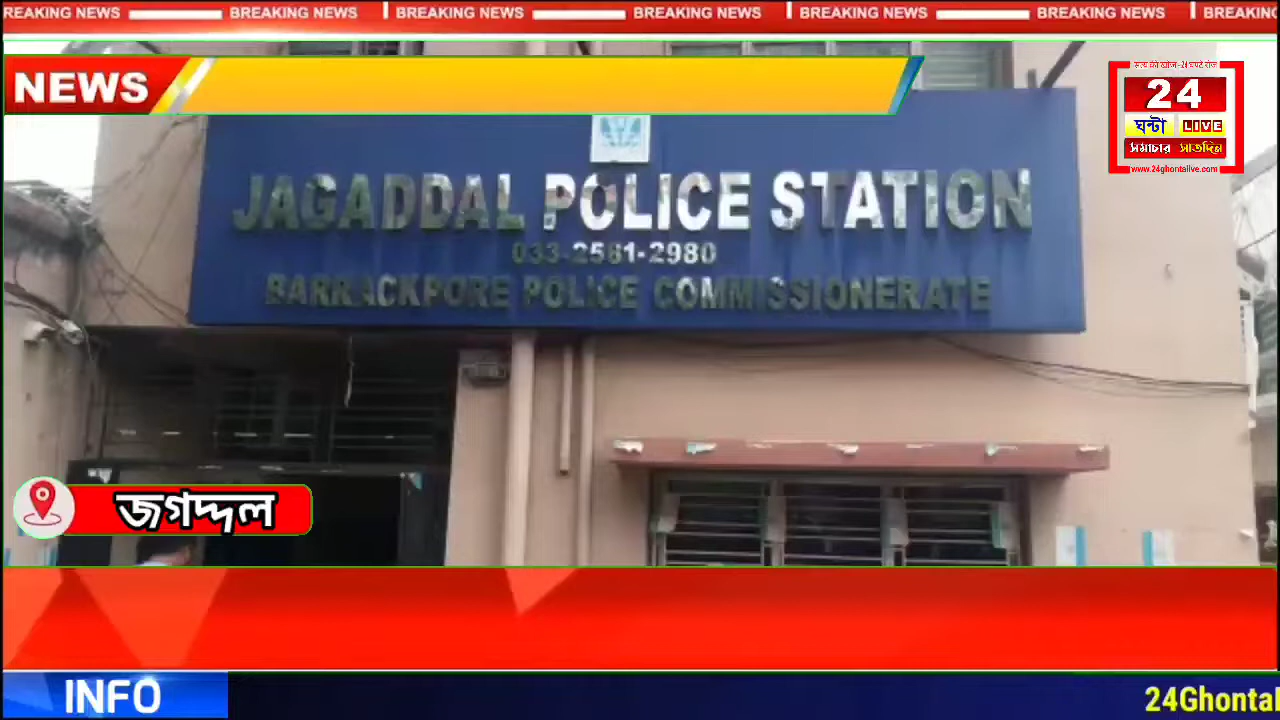 BREAKING NEWS BREAKING NEWS BREAKING NEWS BREAKING NEWS BREAKING NEWS BREAKING NEWS
NEWS
24
ঘন্টা LIVE
সমাচার সাতদিন
www.24ghontalive.com
JAGADDAL POLICE STATION
033-2581-2980
BARRACKPORE POLICE COMMISSIONERATE
জগদ্দল
INFO
24Ghontal